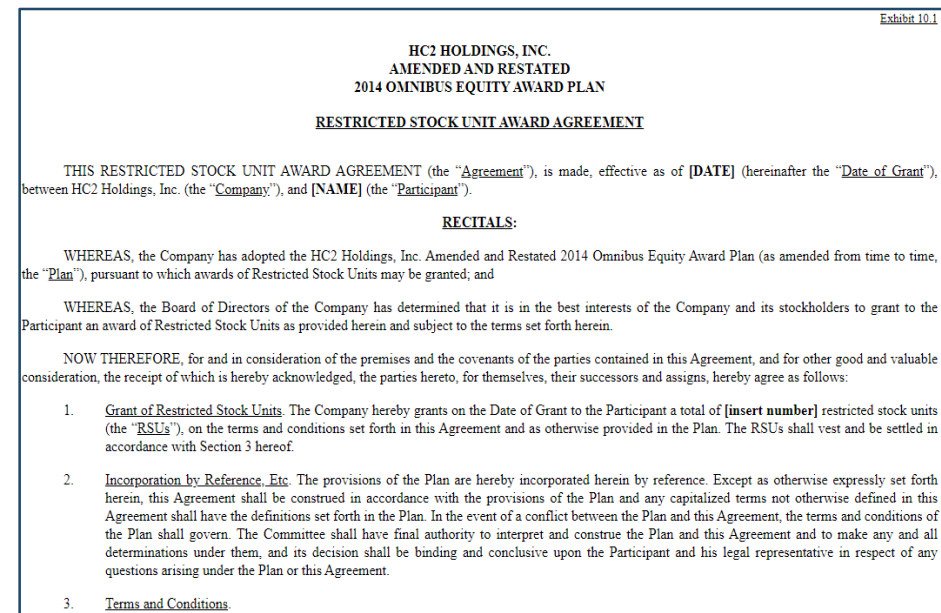 Exhibit 10.1
HC2 HOLDINGS, INC.
AMENDED AND RESTATED
2014 OMNIBUS EQUITY AWARD PLAN
RESTRICTED STOCK UNIT AWARD AGREEMENT
THIS RESTRICTED STOCK UNIT AWARD AGREEMENT (the “Agreement”), is made, effective as of [DATE] (hereinafter the “Date of Grant”),
between HC2 Holdings, Inc. (the “Company”), and [NAME] (the “Participant”).
RECITALS:
WHEREAS, the Company has adopted the HC2 Holdings, Inc. Amended and Restated 2014 Omnibus Equity Award Plan (as amended from time to time,
the “Plan”), pursuant to which awards of Restricted Stock Units may be granted; and
WHEREAS, the Board of Directors of the Company has determined that it is in the best interests of the Company and its stockholders to grant to the
Participant an award of Restricted Stock Units as provided herein and subject to the terms set forth herein.
NOW THEREFORE, for and in consideration of the premises and the covenants of the parties contained in this Agreement, and for other good and valuable
consideration, the receipt of which is hereby acknowledged, the parties hereto, for themselves, their successors and assigns, hereby agree as follows:
1. Grant of Restricted Stock Units. The Company hereby grants on the Date of Grant to the Participant a total of [insert number] restricted stock units
(the “RSUs”), on the terms and conditions set forth in this Agreement and as otherwise provided in the Plan. The RSUs shall vest and be settled in
accordance with Section 3 hereof.
2. Incorporation by Reference, Etc. The provisions of the Plan are hereby incorporated herein by reference. Except as otherwise expressly set forth
herein, this Agreement shall be construed in accordance with the provisions of the Plan and any capitalized terms not otherwise defined in this
Agreement shall have the definitions set forth in the Plan. In the event of a conflict between the Plan and this Agreement, the terms and conditions of
the Plan shall govern. The Committee shall have final authority to interpret and construe the Plan and this Agreement and to make any and all
determinations under them, and its decision shall be binding and conclusive upon the Participant and his legal representative in respect of any
questions arising under the Plan or this Agreement.
3. Terms and Conditions.